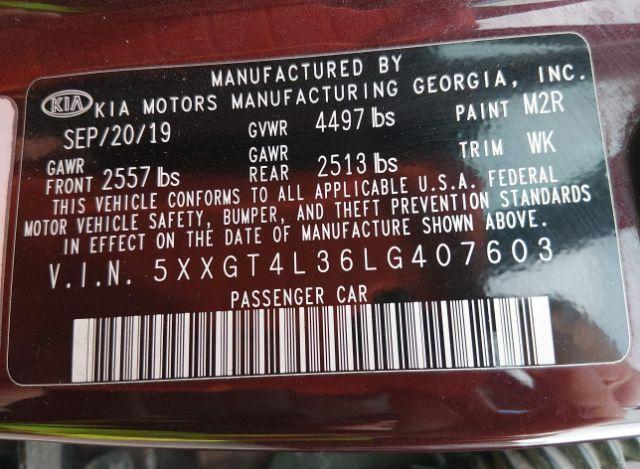 MANUFACTURED BY
KIA KIA MOTORS MANUFACTURING GEORGIA, INC.
SEP/20/19 GVWR 4497 lbs PAINT M2R
GAWR FRONT 2557 lbs GAWR REAR 2513 lbs TRIM WK
THIS VEHICLE CONFORMS TO ALL APPLICABLE U.S.A. FEDERAL
MOTOR VEHICLE SAFETY, BUMPER, AND THEFT PREVENTION STANDARDS
IN EFFECT ON THE DATE OF MANUFACTURE SHOWN ABOVE.
V.I.N. 5XXGT4L36LG407603
PASSENGER CAR